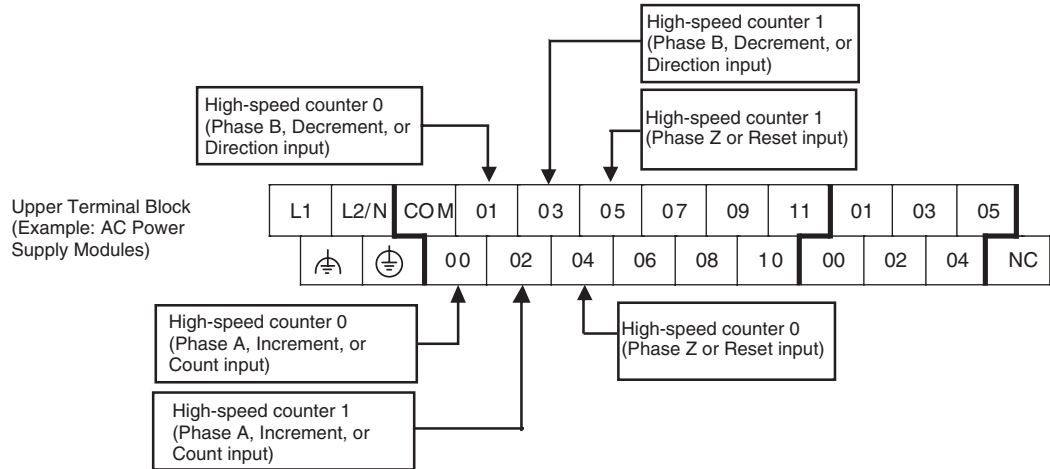 High-speed counter 1
(Phase B, Decrement, or
Direction input)
High-speed counter 0
(Phase B, Decrement, or
Direction input)
High-speed counter 1
(Phase Z or Reset input)
Upper Terminal Block
(Example: AC Power
Supply Modules)
L1 L2/N COM 01 03 05 07 09 11 01 03 05
00 02 04 06 08 10 00 02 04 NC
High-speed counter 0
(Phase A, Increment, or
Count input)
High-speed counter 0
(Phase Z or Reset input)
High-speed counter 1
(Phase A, Increment, or
Count input)